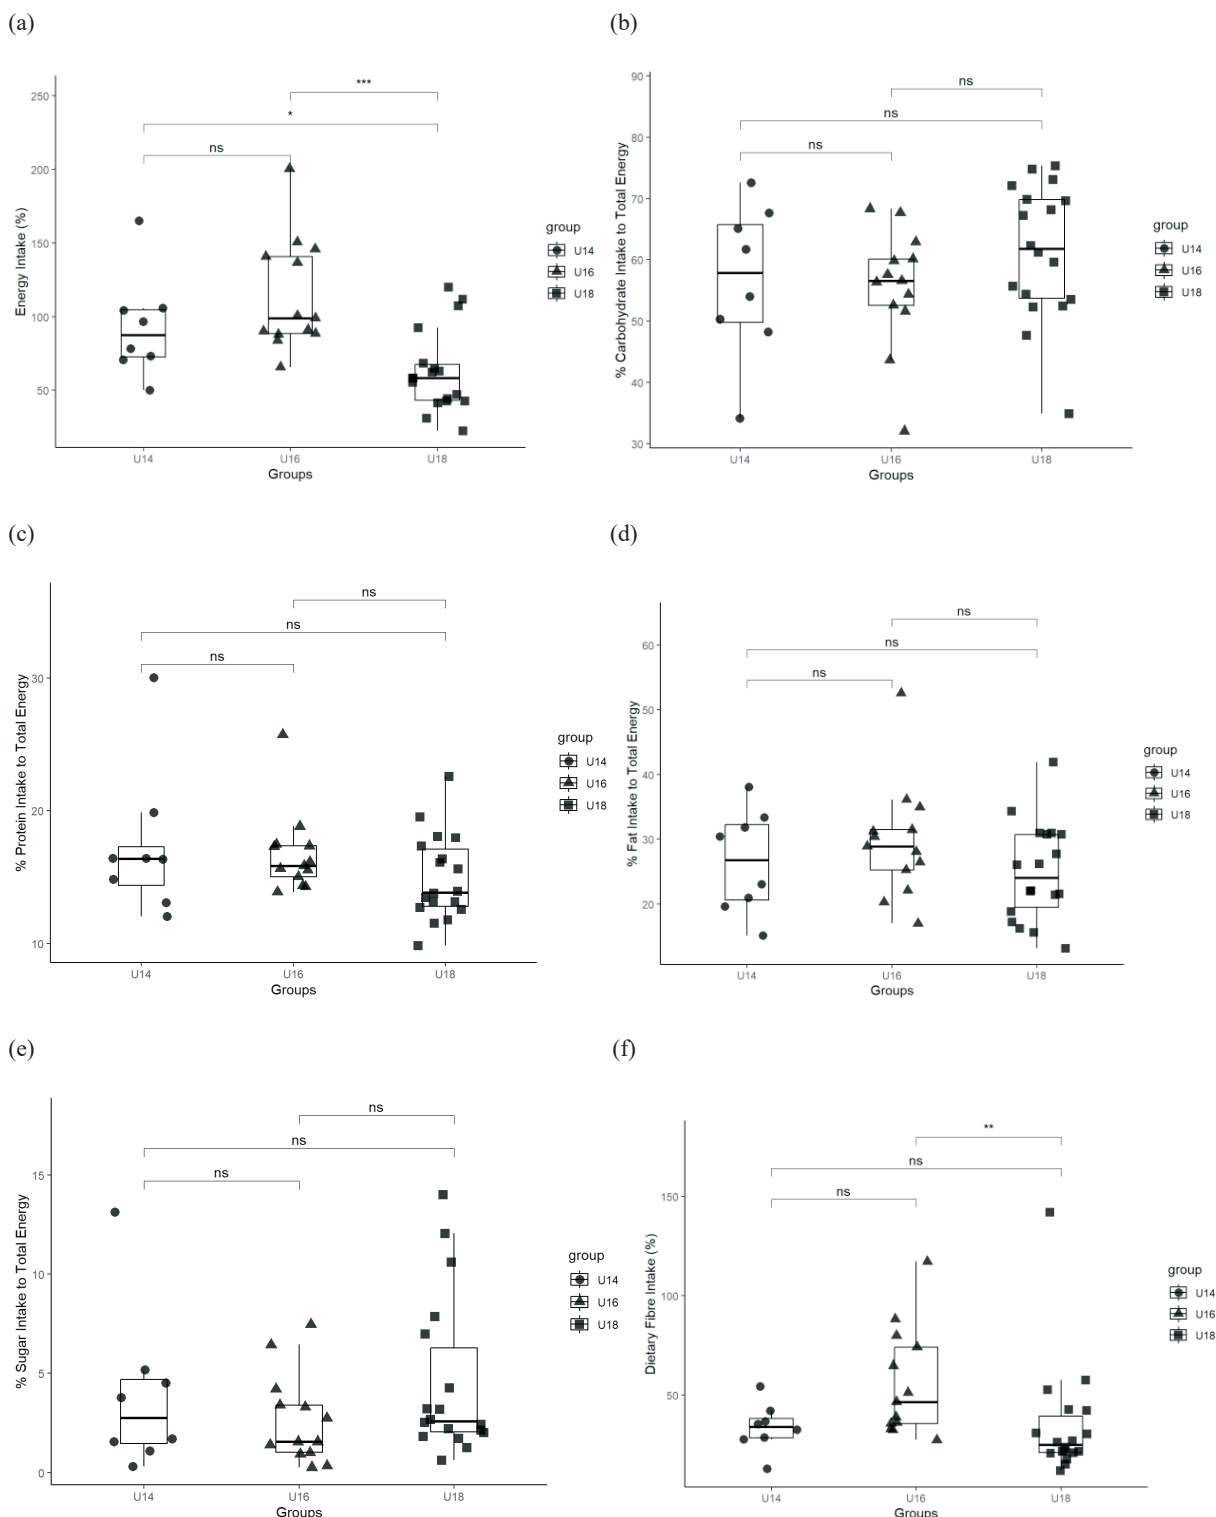 (a)
Energy Intake (%)
250
200
150
100
50
***
*
ns
U14
U16
U18
Groups
group
U14
U16
U18
(b)
% Carbohydrate Intake to Total Energy
90
80
70
60
50
40
30
ns
ns
ns
U14
U16
U18
Groups
group
U14
U16
U18
(c)
% Protein Intake to Total Energy
30
20
10
ns
ns
ns
U14
U16
U18
Groups
group
U14
U16
U18
(d)
% Fat Intake to Total Energy
60
50
40
30
20
ns
ns
ns
U14
U16
U18
Groups
group
U14
U16
U18
(e)
% Sugar Intake to Total Energy
15
10
5
0
ns
ns
ns
U14
U16
U18
Groups
group
U14
U16
U18
(f)
Dietary Fibre Intake (%)
150
100
50
**
ns
ns
U14
U16
U18
Groups
group
U14
U16
U18